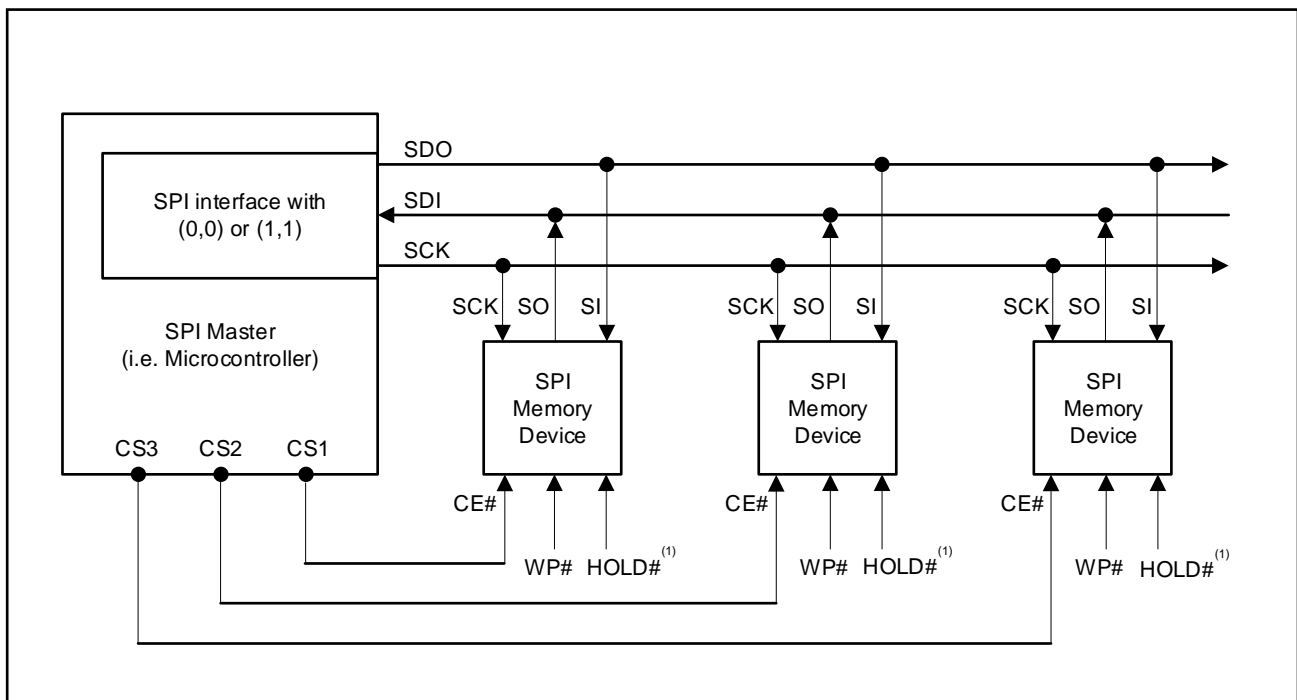 SDO
SPI interface with
(0,0) or (1,1)
SDI
SCK
SPI Master
(i.e. Microcontroller)
SCK SO SI
SCK SO SI
SCK SO SI
SPI
Memory
Device
SPI
Memory
Device
SPI
Memory
Device
CS3 CS2 CS1
CE#
CE#
CE#
WP# HOLD#(1)
WP# HOLD#(1)
WP# HOLD#(1)